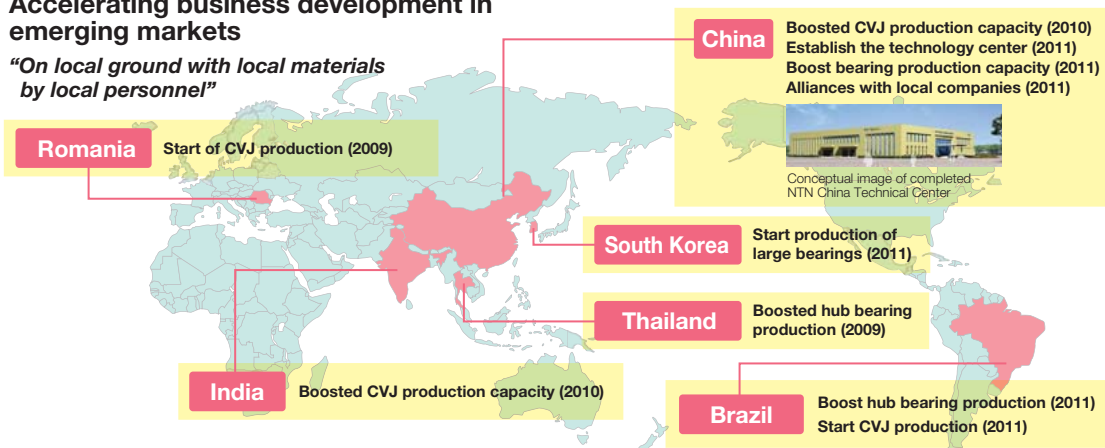 Accelerating business development in
emerging markets
“On local ground with local materials
by local personnel”
China
Boosted CVJ production capacity (2010)
Establish the technology center (2011)
Boost bearing production capacity (2011)
Alliances with local companies (2011)
Conceptual image of completed
NTN China Technical Center
Romania
Start of CVJ production (2009)
South Korea
Start production of
large bearings (2011)
Thailand
Boosted hub bearing
production (2009)
India
Boosted CVJ production capacity (2010)
Brazil
Boost hub bearing production (2011)
Start CVJ production (2011)